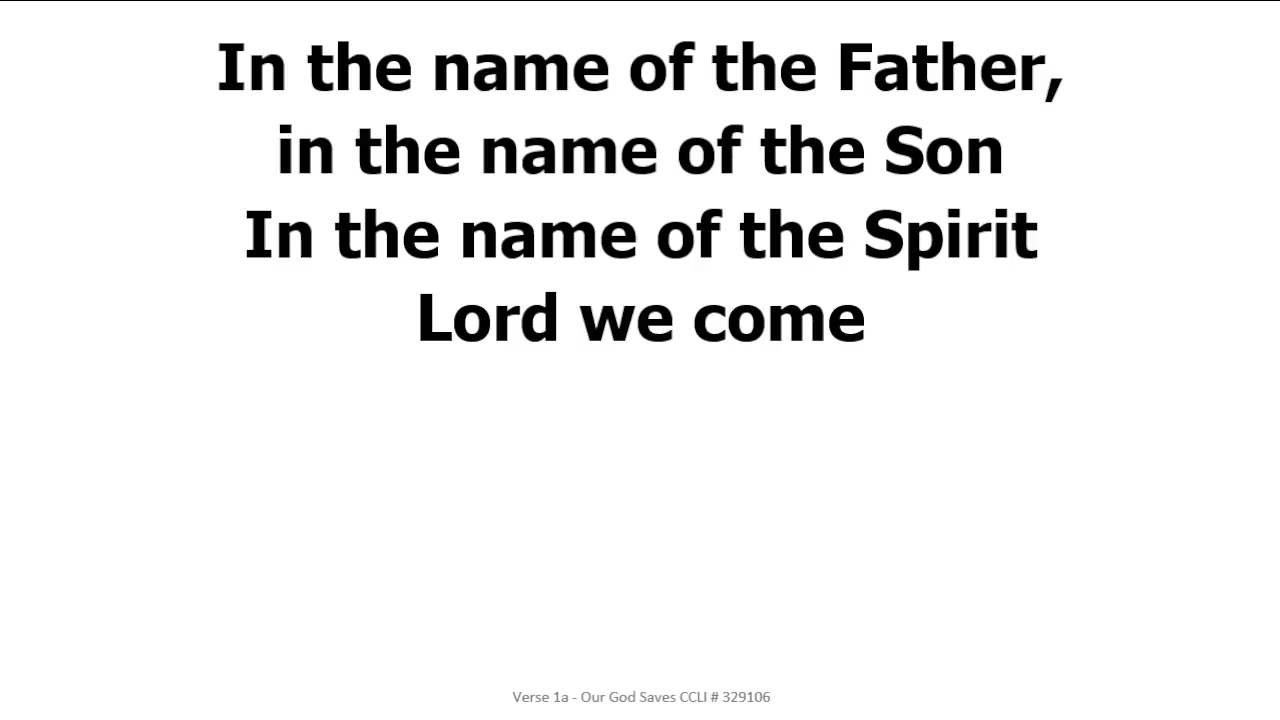 In the name of the Father,
in the name of the Son
In the name of the Spirit
Lord we come
Verse 1a - Our God Saves CCLI # 329106